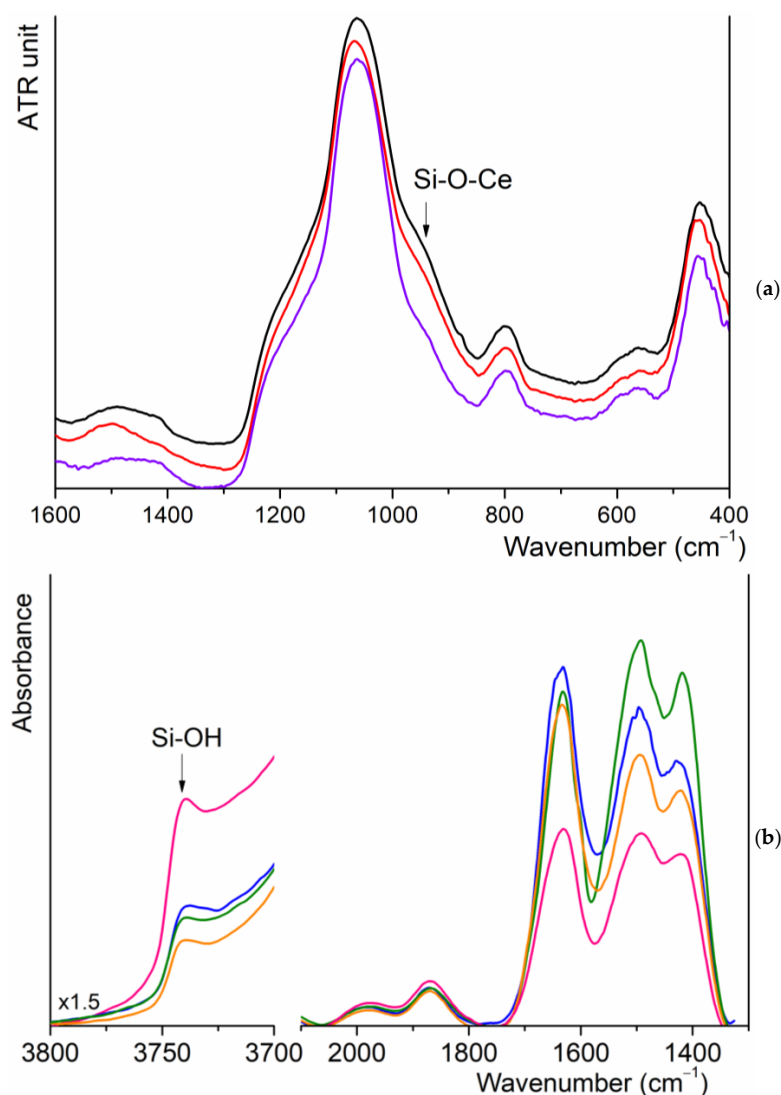 ATR unit
Si-O-Ce
(a)
1600 1400 1200 1000 800 600 400
Wavenumber (cm⁻¹)
Absorbance
Si-OH
(b)
x1.5
3800 3750 3700 2000 1800 1600 1400
Wavenumber (cm⁻¹)